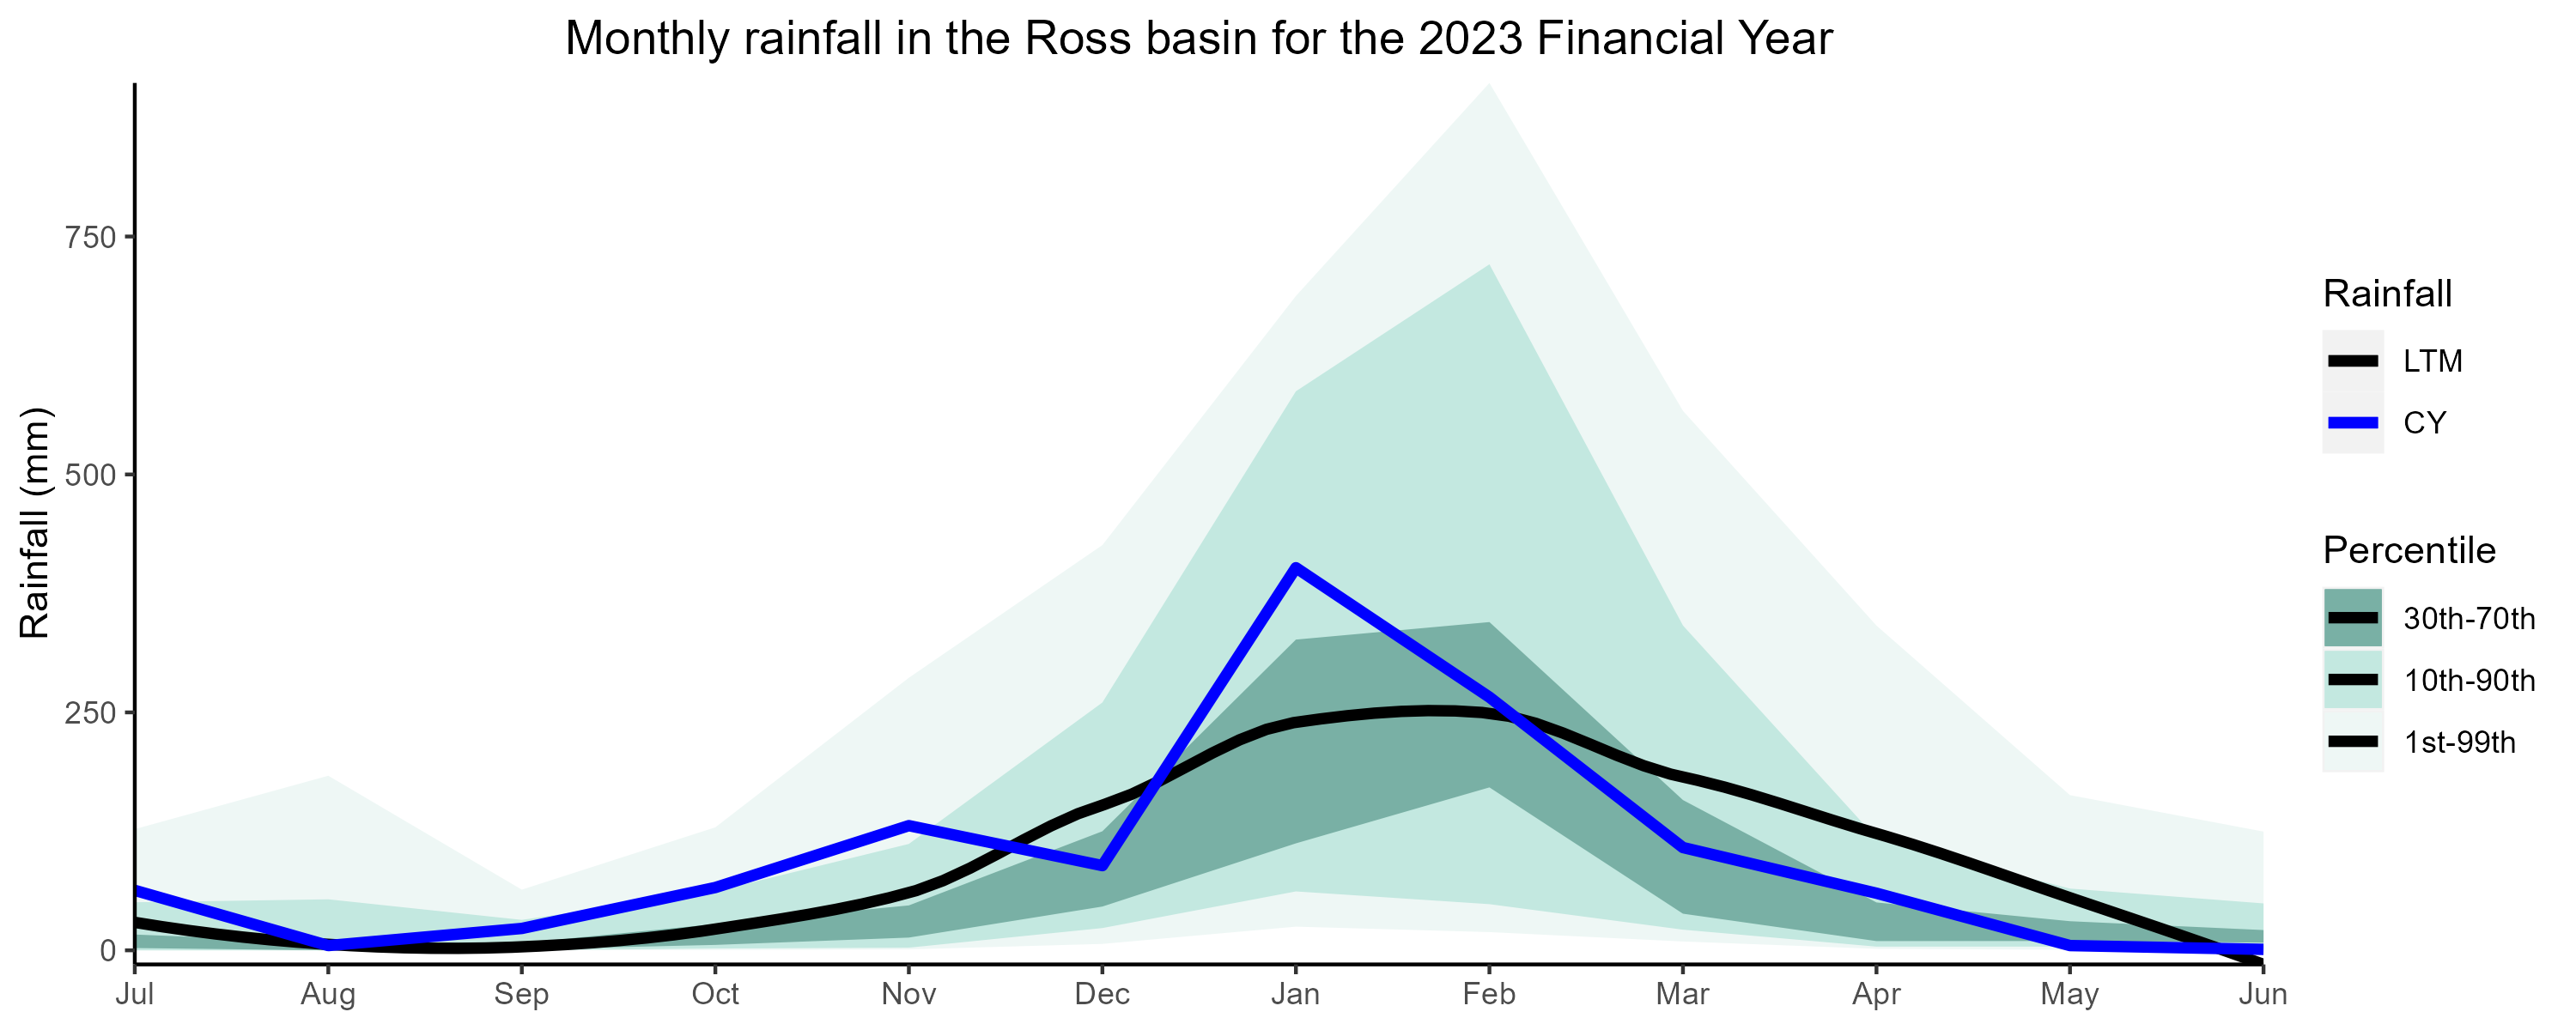 Monthly rainfall in the Ross basin for the 2023 Financial Year
Rainfall (mm)
750
500
250
0
Jul Aug Sep Oct Nov Dec Jan Feb Mar Apr May Jun
Rainfall
LTM
CY
Percentile
30th-70th
10th-90th
1st-99th